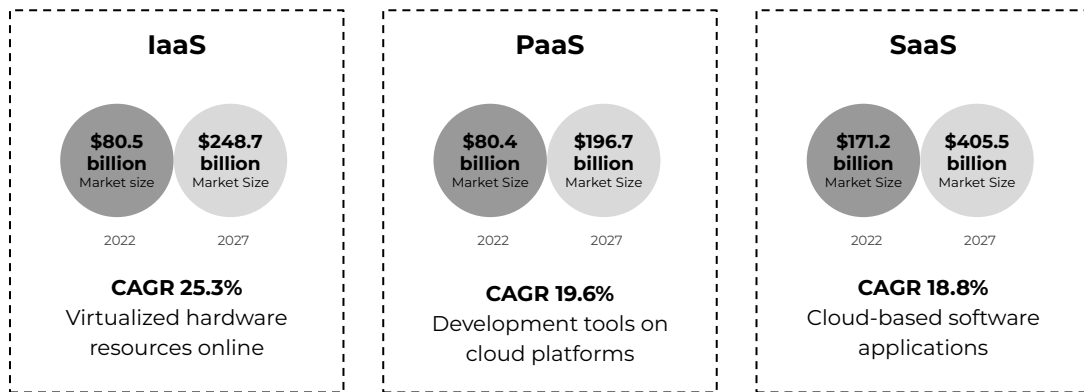 IaaS
$80.5
billion
Market size
$248.7
billion
Market Size
2022
2027
CAGR 25.3%
Virtualized hardware
resources online
PaaS
$80.4
billion
Market Size
$196.7
billion
Market Size
2022
2027
CAGR 19.6%
Development tools on
cloud platforms
SaaS
$171.2
billion
Market Size
$405.5
billion
Market Size
2022
2027
CAGR 18.8%
Cloud-based software
applications